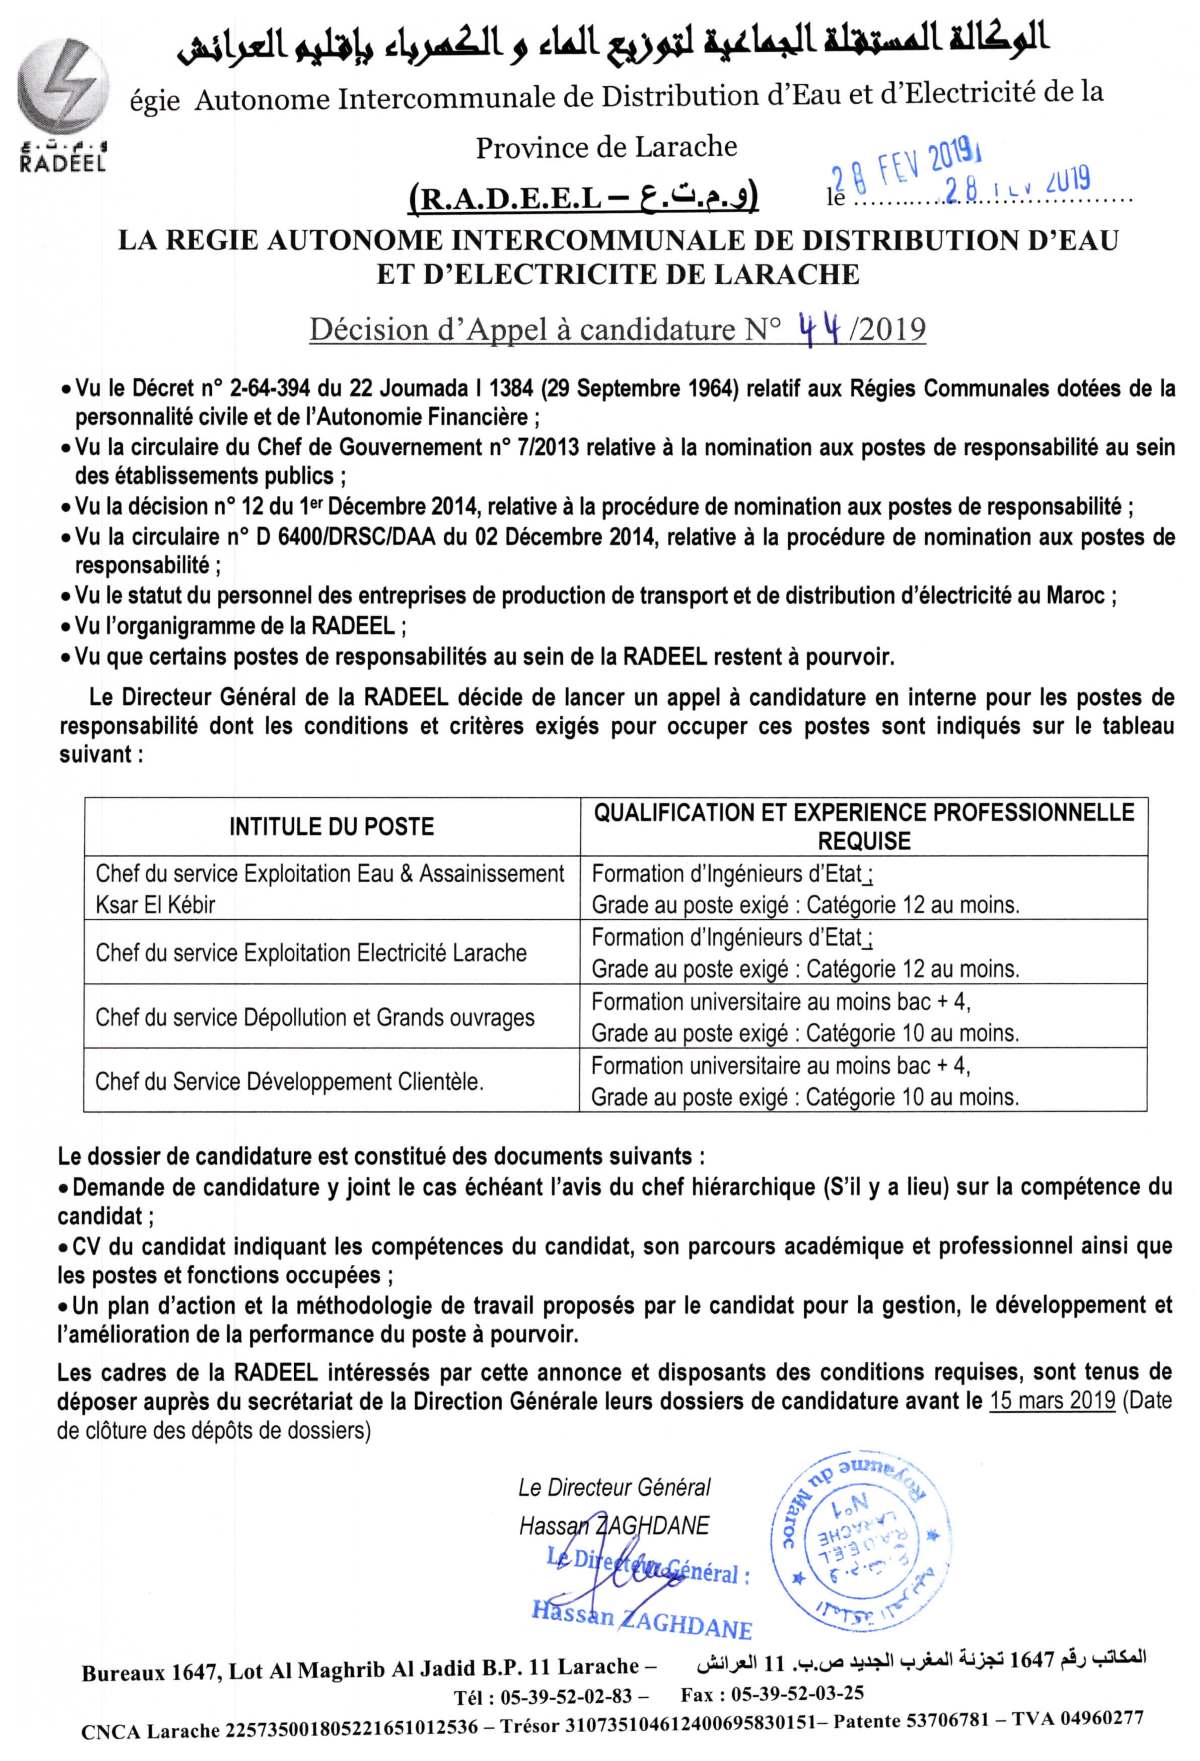 الوكالة المستقلة الجماعية لتوزيع الماء و الكهرباء بإقليم العرائش
égie Autonome Intercommunale de Distribution d'Eau et d'Electricité de la
Province de Larache
و.م.ت.ع
RADEEL
(R.A.D.E.E.L – و.م.ت.ع)
28 FEV 2019
le 28 FEV 2019
LA REGIE AUTONOME INTERCOMMUNALE DE DISTRIBUTION D'EAU
ET D'ELECTRICITE DE LARACHE
Décision d'Appel à candidature N° 44 /2019
• Vu le Décret n° 2-64-394 du 22 Joumada I 1384 (29 Septembre 1964) relatif aux Régies Communales dotées de la
personnalité civile et de l'Autonomie Financière ;
• Vu la circulaire du Chef de Gouvernement n° 7/2013 relative à la nomination aux postes de responsabilité au sein
des établissements publics ;
• Vu la décision n° 12 du 1er Décembre 2014, relative à la procédure de nomination aux postes de responsabilité ;
• Vu la circulaire n° D 6400/DRSC/DAA du 02 Décembre 2014, relative à la procédure de nomination aux postes de
responsabilité ;
• Vu le statut du personnel des entreprises de production de transport et de distribution d'électricité au Maroc ;
• Vu l'organigramme de la RADEEL ;
• Vu que certains postes de responsabilités au sein de la RADEEL restent à pourvoir.
Le Directeur Général de la RADEEL décide de lancer un appel à candidature en interne pour les postes de
responsabilité dont les conditions et critères exigés pour occuper ces postes sont indiqués sur le tableau
suivant :
INTITULE DU POSTE
QUALIFICATION ET EXPERIENCE PROFESSIONNELLE
REQUISE
Chef du service Exploitation Eau & Assainissement
Ksar El Kébir
Formation d'Ingénieurs d'Etat ;
Grade au poste exigé : Catégorie 12 au moins.
Chef du service Exploitation Electricité Larache
Formation d'Ingénieurs d'Etat ;
Grade au poste exigé : Catégorie 12 au moins.
Chef du service Dépollution et Grands ouvrages
Formation universitaire au moins bac + 4,
Grade au poste exigé : Catégorie 10 au moins.
Chef du Service Développement Clientèle.
Formation universitaire au moins bac + 4,
Grade au poste exigé : Catégorie 10 au moins.
Le dossier de candidature est constitué des documents suivants :
• Demande de candidature y joint le cas échéant l'avis du chef hiérarchique (S'il y a lieu) sur la compétence du
candidat ;
• CV du candidat indiquant les compétences du candidat, son parcours académique et professionnel ainsi que
les postes et fonctions occupées ;
• Un plan d'action et la méthodologie de travail proposés par le candidat pour la gestion, le développement et
l'amélioration de la performance du poste à pourvoir.
Les cadres de la RADEEL intéressés par cette annonce et disposants des conditions requises, sont tenus de
déposer auprès du secrétariat de la Direction Générale leurs dossiers de candidature avant le 15 mars 2019 (Date
de clôture des dépôts de dossiers)
Le Directeur Général
Hassan ZAGHDANE
Le Directeur Général :
Hassan ZAGHDANE
Royaume du Maroc
N°1
LARACHE
R.A.D.E.E.L
و.م.ت.ع
المملكة المغربية
Bureaux 1647, Lot Al Maghrib Al Jadid B.P. 11 Larache – المكاتب رقم 1647 تجزئة المغرب الجديد ص.ب. 11 العرائش
Tél : 05-39-52-02-83 – Fax : 05-39-52-03-25
CNCA Larache 225735001805221651012536 – Trésor 310735104612400695830151– Patente 53706781 – TVA 04960277